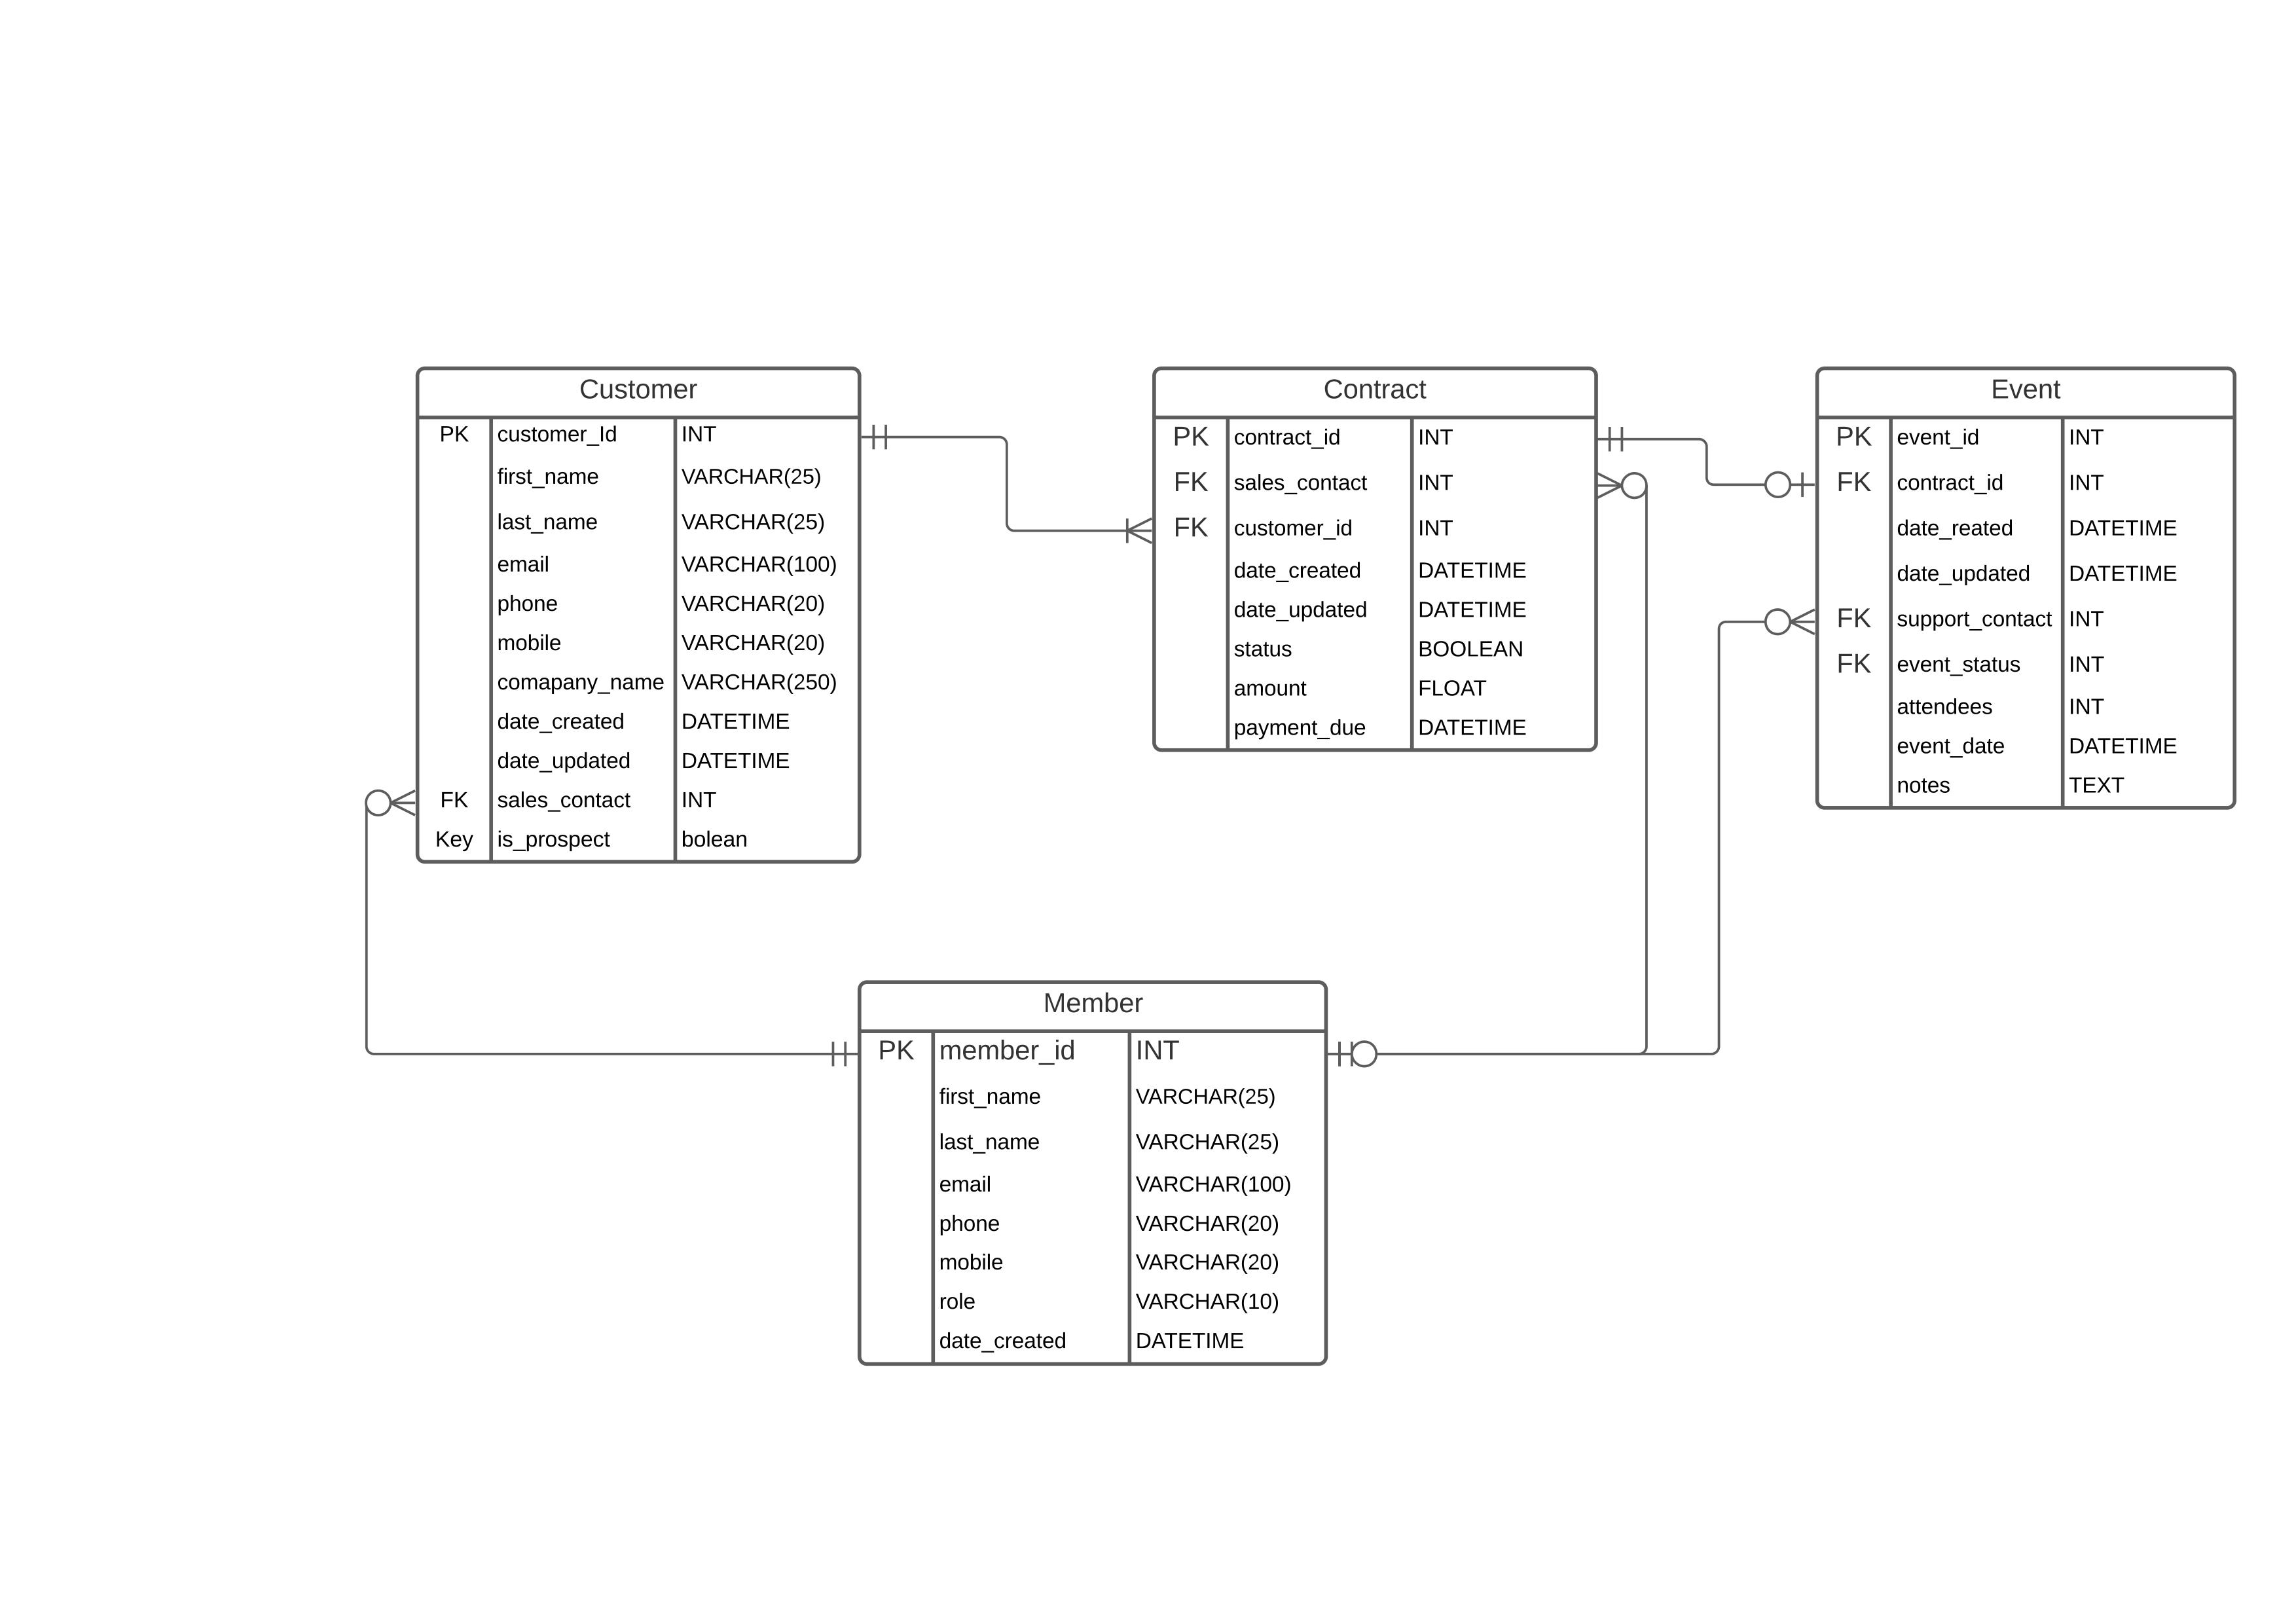 Customer
PK customer_Id INT
first_name VARCHAR(25)
last_name VARCHAR(25)
email VARCHAR(100)
phone VARCHAR(20)
mobile VARCHAR(20)
comapany_name VARCHAR(250)
date_created DATETIME
date_updated DATETIME
FK sales_contact INT
Key is_prospect bolean
Contract
PK contract_id INT
FK sales_contact INT
FK customer_id INT
date_created DATETIME
date_updated DATETIME
status BOOLEAN
amount FLOAT
payment_due DATETIME
Event
PK event_id INT
FK contract_id INT
date_reated DATETIME
date_updated DATETIME
FK support_contact INT
FK event_status INT
attendees INT
event_date DATETIME
notes TEXT
Member
PK member_id INT
first_name VARCHAR(25)
last_name VARCHAR(25)
email VARCHAR(100)
phone VARCHAR(20)
mobile VARCHAR(20)
role VARCHAR(10)
date_created DATETIME